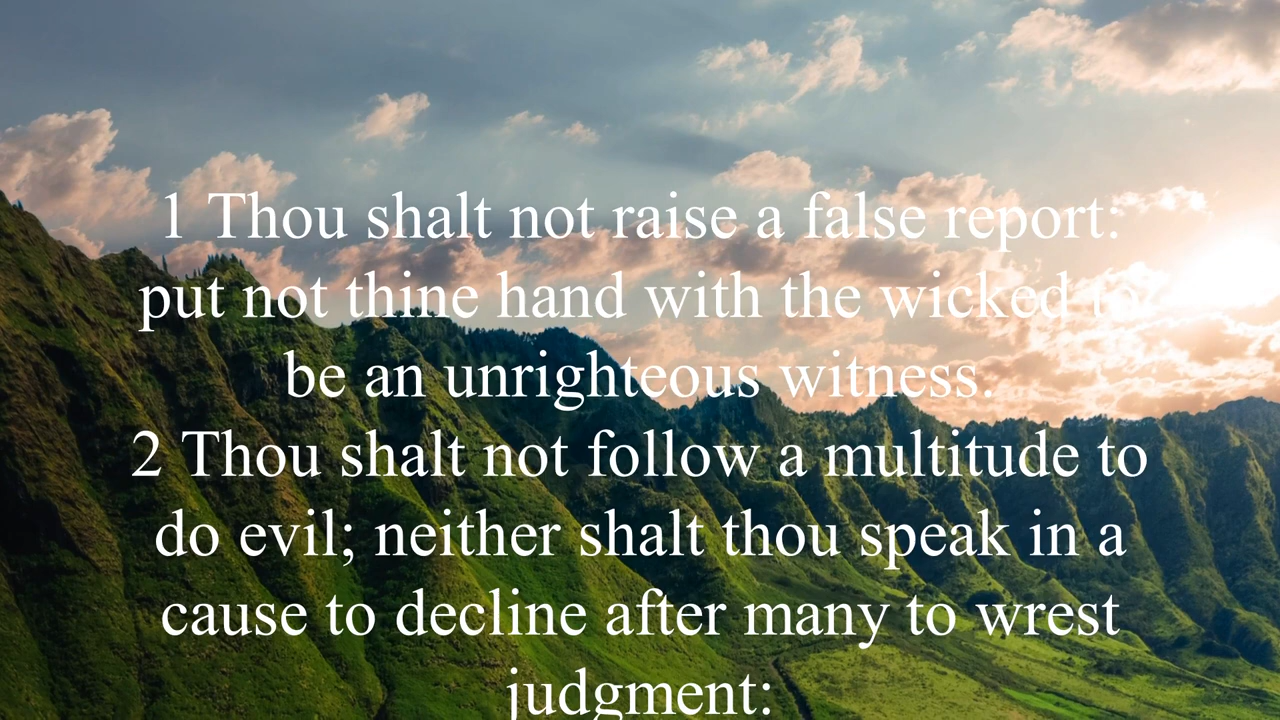 1 Thou shalt not raise a false report:
put not thine hand with the wicked to
be an unrighteous witness.
2 Thou shalt not follow a multitude to
do evil; neither shalt thou speak in a
cause to decline after many to wrest
judgment: